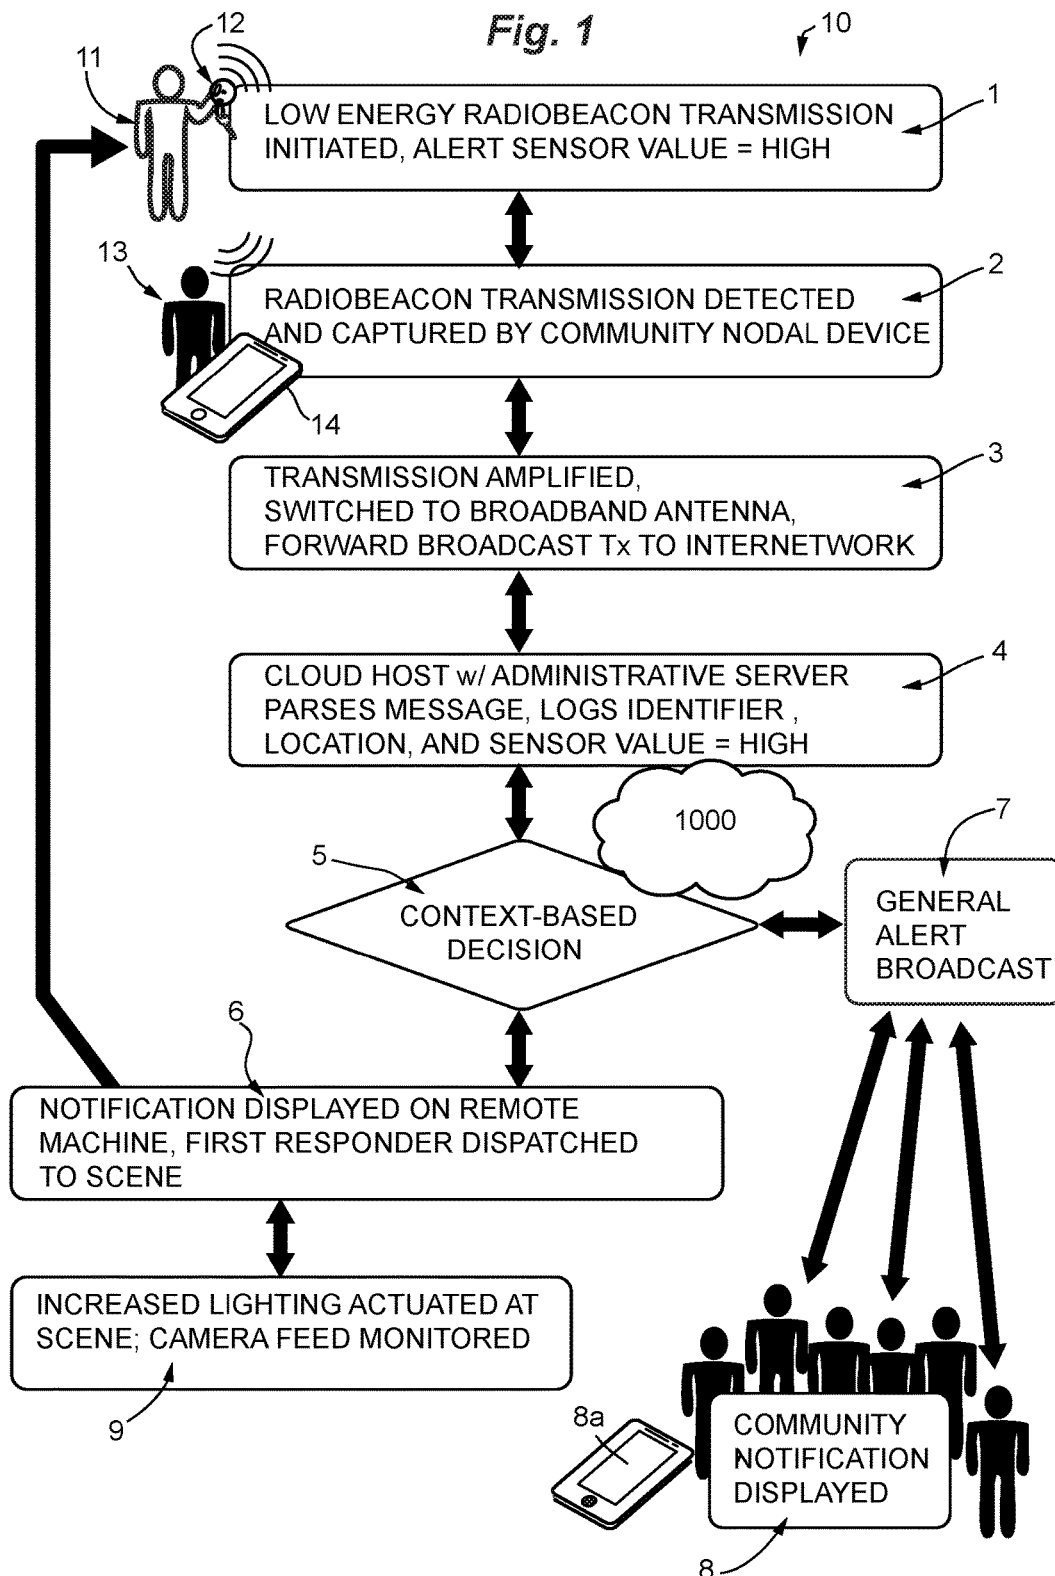 Fig. 1
10
12
11
LOW ENERGY RADIOBEACON TRANSMISSION
INITIATED, ALERT SENSOR VALUE = HIGH
1
13
RADIOBEACON TRANSMISSION DETECTED
AND CAPTURED BY COMMUNITY NODAL DEVICE
2
14
TRANSMISSION AMPLIFIED,
SWITCHED TO BROADBAND ANTENNA,
FORWARD BROADCAST Tx TO INTERNETWORK
3
CLOUD HOST w/ ADMINISTRATIVE SERVER
PARSES MESSAGE, LOGS IDENTIFIER ,
LOCATION, AND SENSOR VALUE = HIGH
4
1000
5
CONTEXT-BASED
DECISION
7
GENERAL
ALERT
BROADCAST
6
NOTIFICATION DISPLAYED ON REMOTE
MACHINE, FIRST RESPONDER DISPATCHED
TO SCENE
INCREASED LIGHTING ACTUATED AT
SCENE; CAMERA FEED MONITORED
9
8a
COMMUNITY
NOTIFICATION
DISPLAYED
8